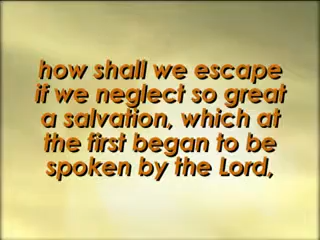 how shall we escape
if we neglect so great
a salvation, which at
the first began to be
spoken by the Lord,